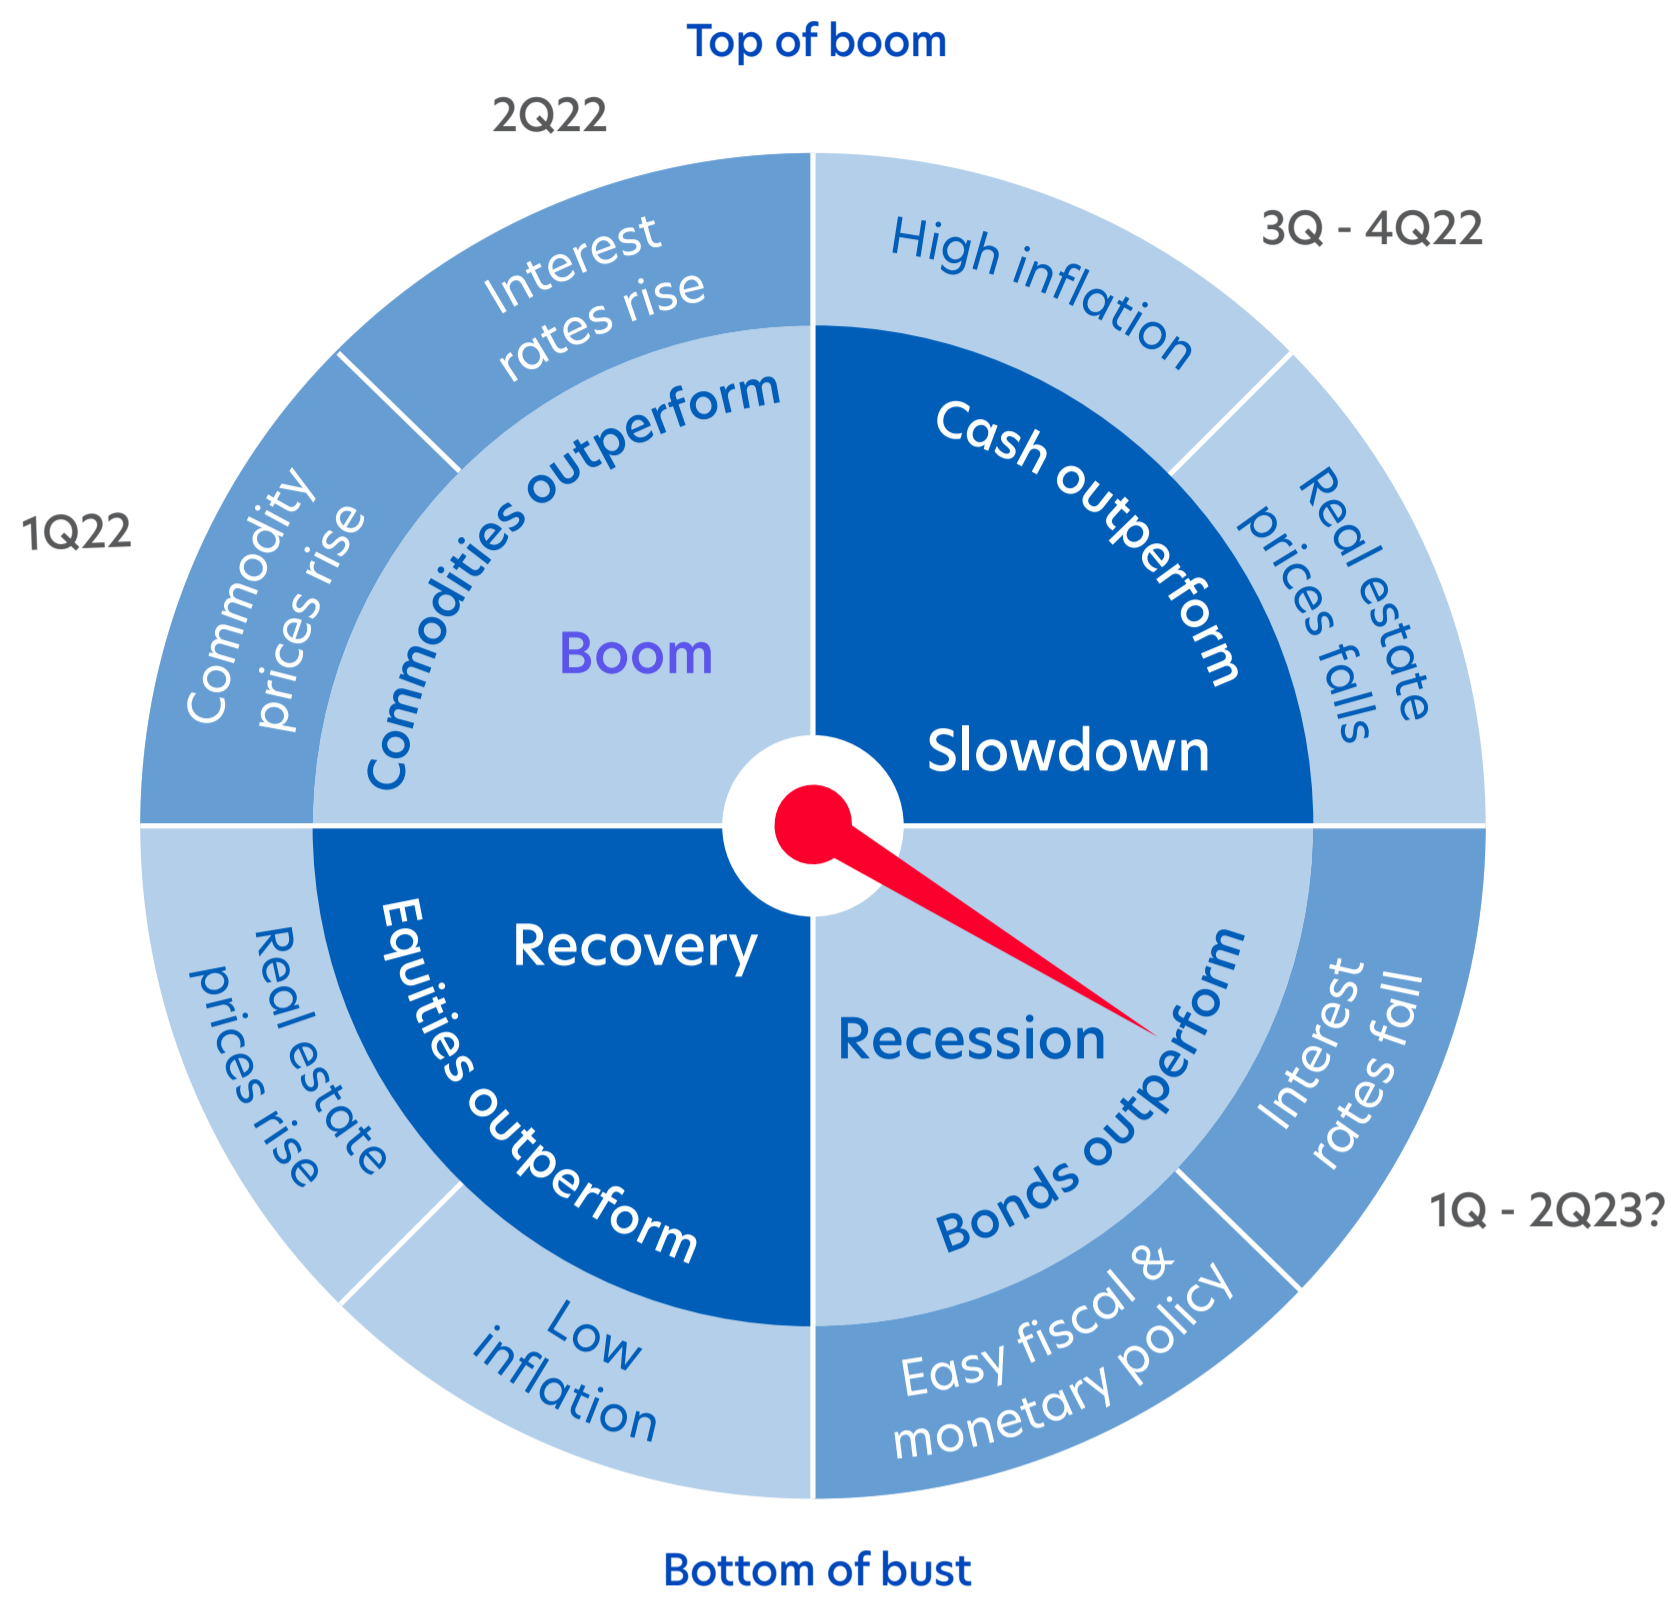 Top of boom
2Q22
3Q - 4Q22
1Q22
Interest
rates rise
High inflation
Commodity
prices rise
Commodities outperform
Boom
Cash outperform
Slowdown
Real estate
prices falls
Recovery
Equities outperform
Recession
Bonds outperform
Interest
rates fall
Real estate
prices rise
1Q - 2Q23?
Low
inflation
Easy fiscal &
monetary policy
Bottom of bust